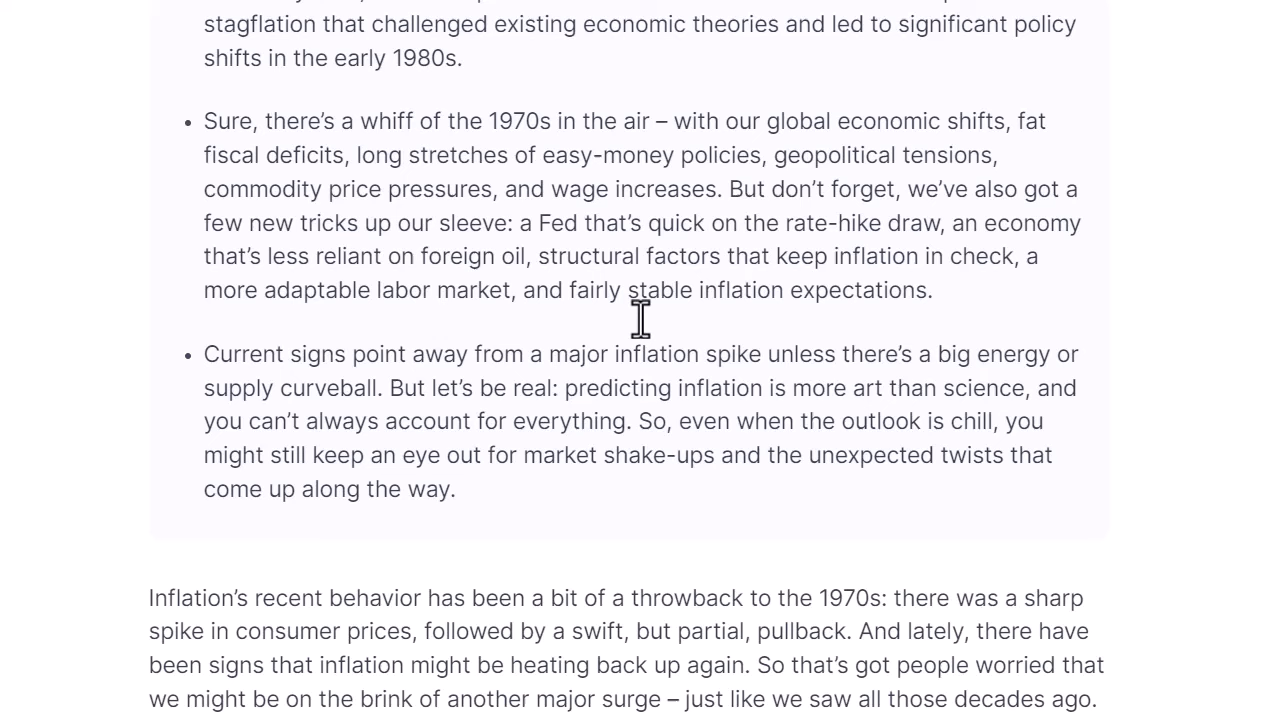 stagflation that challenged existing economic theories and led to significant policy
shifts in the early 1980s.
• Sure, there’s a whiff of the 1970s in the air – with our global economic shifts, fat
fiscal deficits, long stretches of easy-money policies, geopolitical tensions,
commodity price pressures, and wage increases. But don’t forget, we’ve also got a
few new tricks up our sleeve: a Fed that’s quick on the rate-hike draw, an economy
that’s less reliant on foreign oil, structural factors that keep inflation in check, a
more adaptable labor market, and fairly stable inflation expectations.
• Current signs point away from a major inflation spike unless there’s a big energy or
supply curveball. But let’s be real: predicting inflation is more art than science, and
you can’t always account for everything. So, even when the outlook is chill, you
might still keep an eye out for market shake-ups and the unexpected twists that
come up along the way.
Inflation’s recent behavior has been a bit of a throwback to the 1970s: there was a sharp
spike in consumer prices, followed by a swift, but partial, pullback. And lately, there have
been signs that inflation might be heating back up again. So that’s got people worried that
we might be on the brink of another major surge – just like we saw all those decades ago.